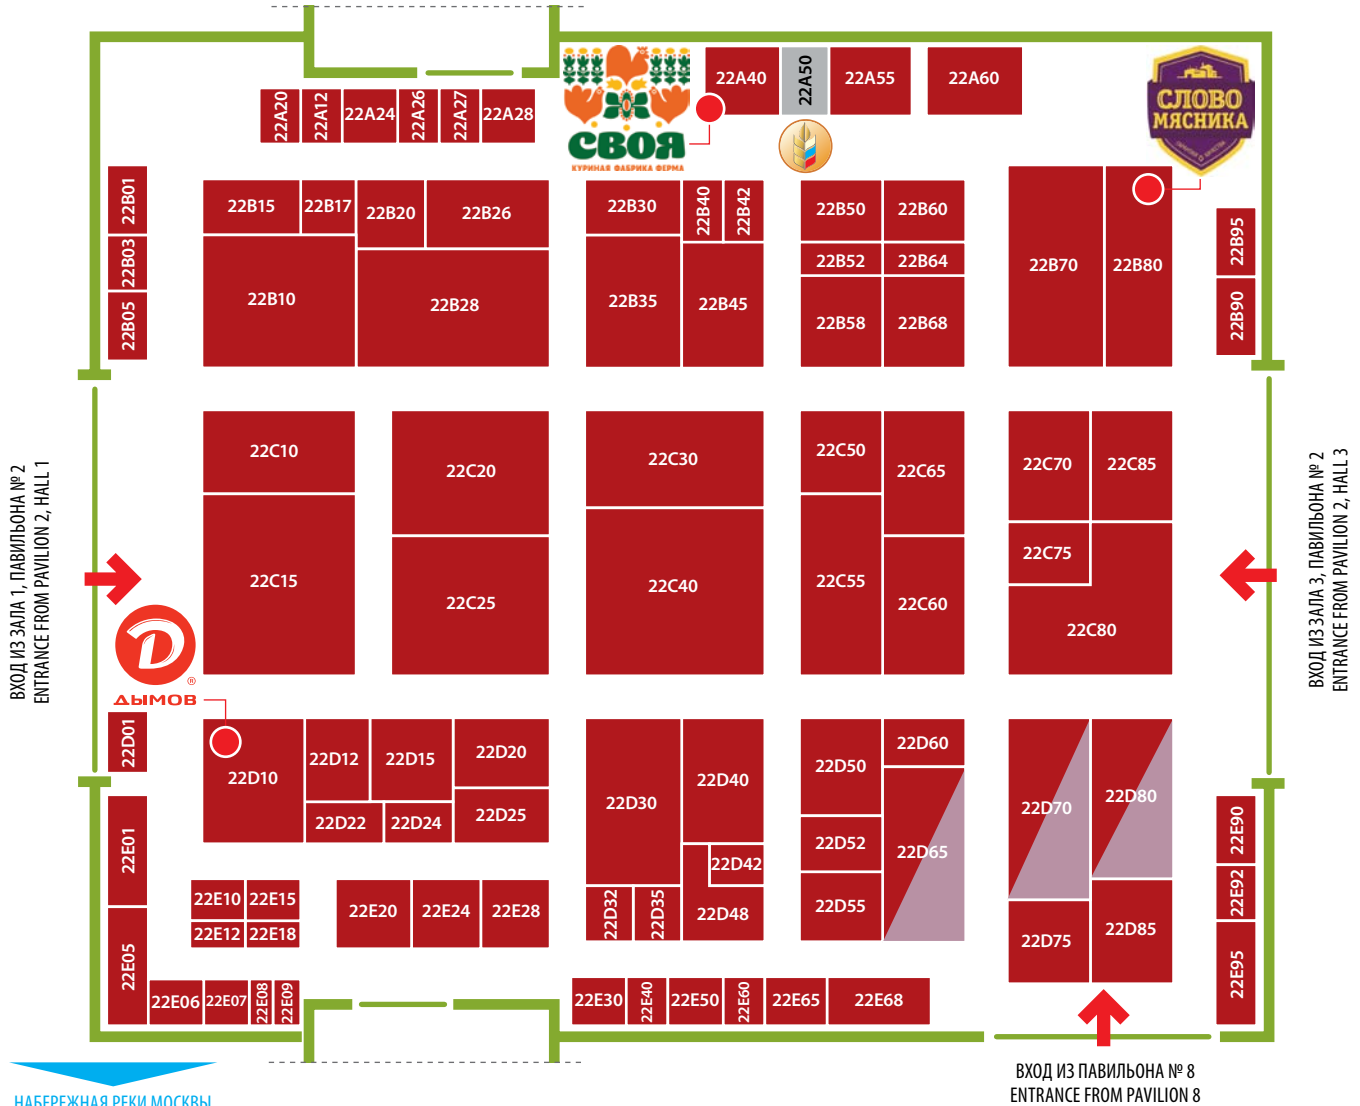 22A20
22A12
22A24
22A26
22A27
22A28
СВОЯ
КУРИНАЯ ФАБРИКА ФЕРМА
22A40
22A50
22A55
22A60
СЛОВО
МЯСНИКА
22B01
22B03
22B05
22B15
22B17
22B20
22B26
22B10
22B28
22B30
22B40
22B42
22B35
22B45
22B50
22B60
22B52
22B64
22B58
22B68
22B70
22B80
22B95
22B90
22C10
22C15
22C20
22C25
22C30
22C40
22C50
22C65
22C55
22C60
22C70
22C85
22C75
22C80
ВХОД ИЗ ЗАЛА 1, ПАВИЛЬОНА № 2
ENTRANCE FROM PAVILION 2, HALL 1
ВХОД ИЗ ЗАЛА 3, ПАВИЛЬОНА № 2
ENTRANCE FROM PAVILION 2, HALL 3
Д
®
ДЫМОВ
22D01
22D10
22D12
22D15
22D20
22D22
22D24
22D25
22D30
22D40
22D42
22D32
22D35
22D48
22D50
22D60
22D52
22D65
22D55
22D70
22D80
22D75
22D85
22E01
22E05
22E10
22E15
22E12
22E18
22E20
22E24
22E28
22E06
22E07
22E08
22E09
22E30
22E40
22E50
22E60
22E65
22E68
22E90
22E92
22E95
НАБЕРЕЖНАЯ РЕКИ МОСКВЫ
ВХОД ИЗ ПАВИЛЬОНА № 8
ENTRANCE FROM PAVILION 8